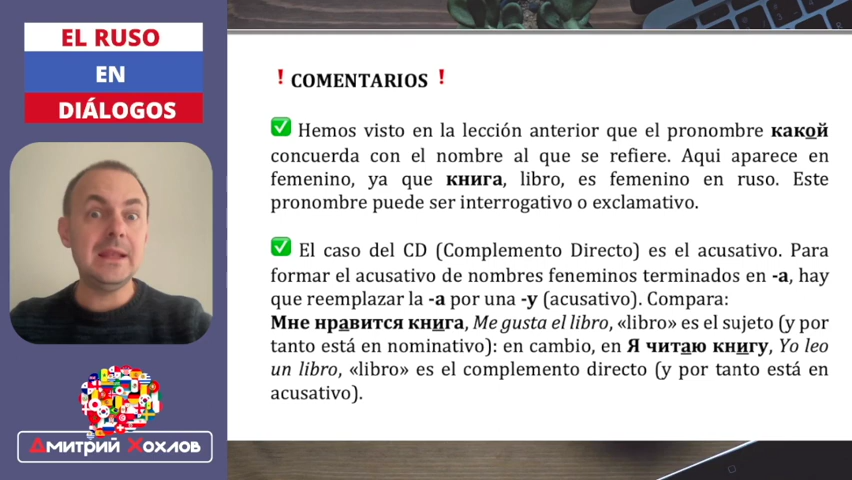 EL RUSO
EN
DIÁLOGOS
Дмитрий Хохлов
❗ COMENTARIOS ❗
✅ Hemos visto en la lección anterior que el pronombre какой
concuerda con el nombre al que se refiere. Aqui aparece en
femenino, ya que книга, libro, es femenino en ruso. Este
pronombre puede ser interrogativo o exclamativo.
✅ El caso del CD (Complemento Directo) es el acusativo. Para
formar el acusativo de nombres feneminos terminados en -а, hay
que reemplazar la -а por una -у (acusativo). Compara:
Мне нравится книга, Me gusta el libro, «libro» es el sujeto (y por
tanto está en nominativo): en cambio, en Я читаю книгу, Yo leo
un libro, «libro» es el complemento directo (y por tanto está en
acusativo).